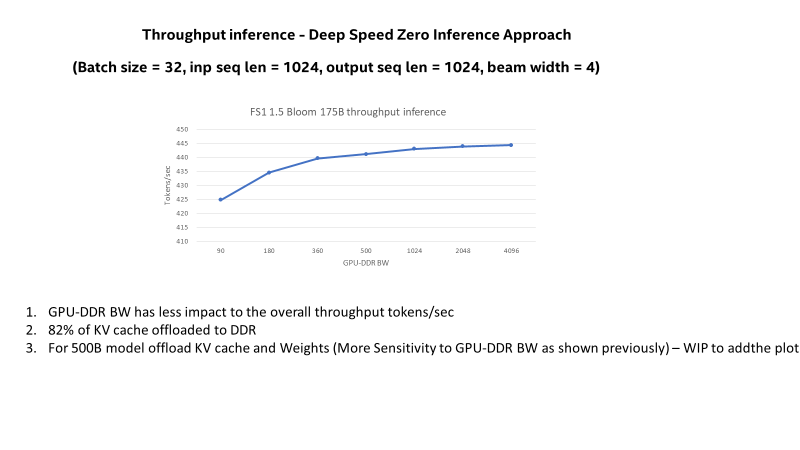 Throughput inference - Deep Speed Zero Inference Approach
(Batch size = 32, inp seq len = 1024, output seq len = 1024, beam width = 4)
FS1 1.5 Bloom 175B throughput inference
450
445
440
435
430
425
420
415
410
Tokens/sec
90 180 360 500 1024 2048 4096
GPU-DDR BW
1. GPU-DDR BW has less impact to the overall throughput tokens/sec
2. 82% of KV cache offloaded to DDR
3. For 500B model offload KV cache and Weights (More Sensitivity to GPU-DDR BW as shown previously) – WIP to addthe plot